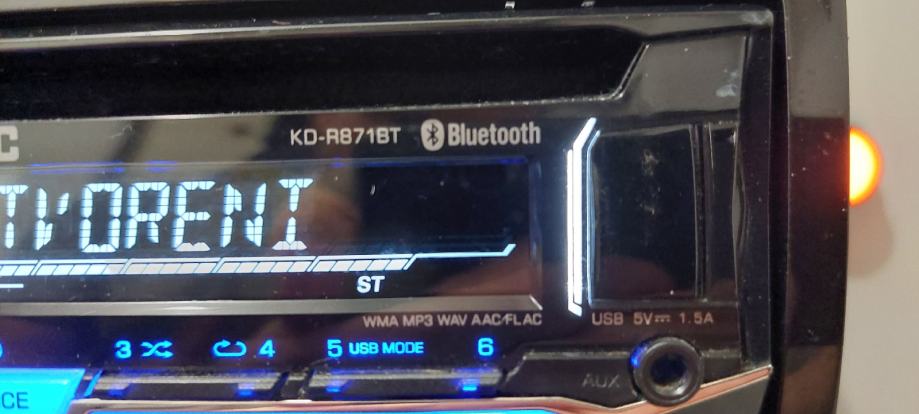 C
KD-R871BT Bluetooth
TVORENI
ST
WMA MP3 WAV AAC/FLAC
USB 5V⎓ 1.5A
3 4 5 USB MODE 6
AUX
CE